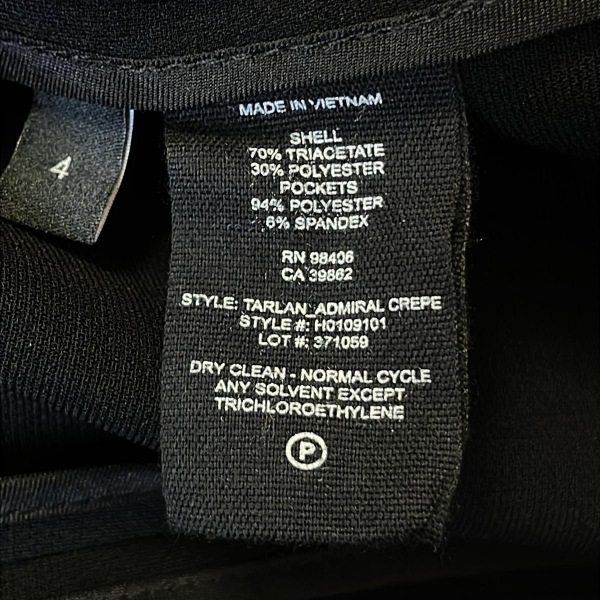 MADE IN VIETNAM
SHELL
70% TRIACETATE
30% POLYESTER
POCKETS
94% POLYESTER
6% SPANDEX
RN 98406
CA 39862
STYLE: TARLAN_ADMIRAL CREPE
STYLE #: H0109101
LOT #: 371059
DRY CLEAN - NORMAL CYCLE
ANY SOLVENT EXCEPT
TRICHLOROETHYLENE
P
4